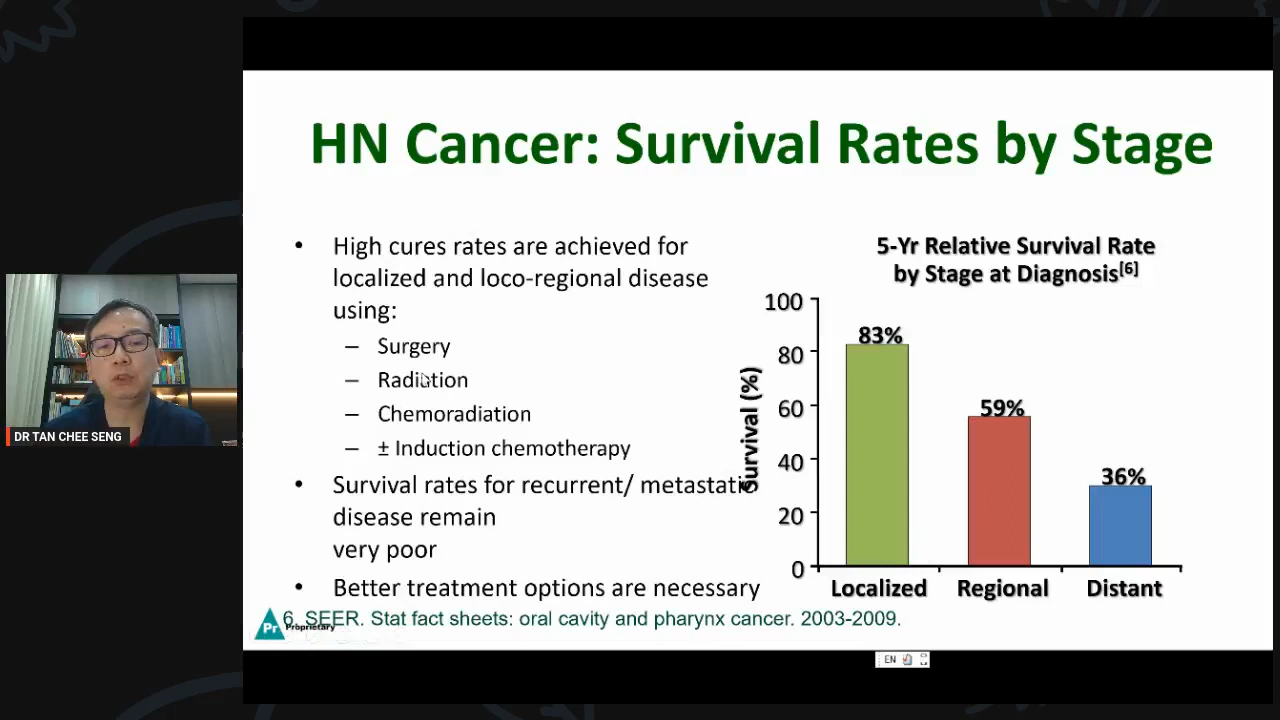 HN Cancer: Survival Rates by Stage
• High cures rates are achieved for
localized and loco-regional disease
using:
– Surgery
– Radiation
– Chemoradiation
– ± Induction chemotherapy
• Survival rates for recurrent/ metastatic
disease remain
very poor
• Better treatment options are necessary
5-Yr Relative Survival Rate
by Stage at Diagnosis[6]
Survival (%)
100
80
60
40
20
0
83%
59%
36%
Localized
Regional
Distant
6. SEER. Stat fact sheets: oral cavity and pharynx cancer. 2003-2009.
Pr Proprietary
DR TAN CHEE SENG
EN